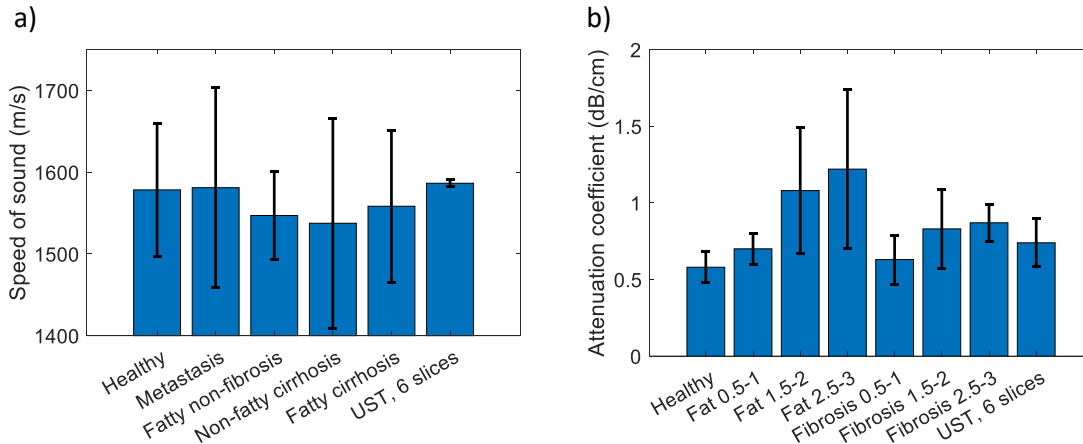 a)
Speed of sound (m/s)
1700
1600
1500
1400
Healthy
Metastasis
Fatty non-fibrosis
Non-fatty cirrhosis
Fatty cirrhosis
UST, 6 slices
b)
Attenuation coefficient (dB/cm)
2
1.5
1
0.5
0
Healthy
Fat 0.5-1
Fat 1.5-2
Fat 2.5-3
Fibrosis 0.5-1
Fibrosis 1.5-2
Fibrosis 2.5-3
UST, 6 slices